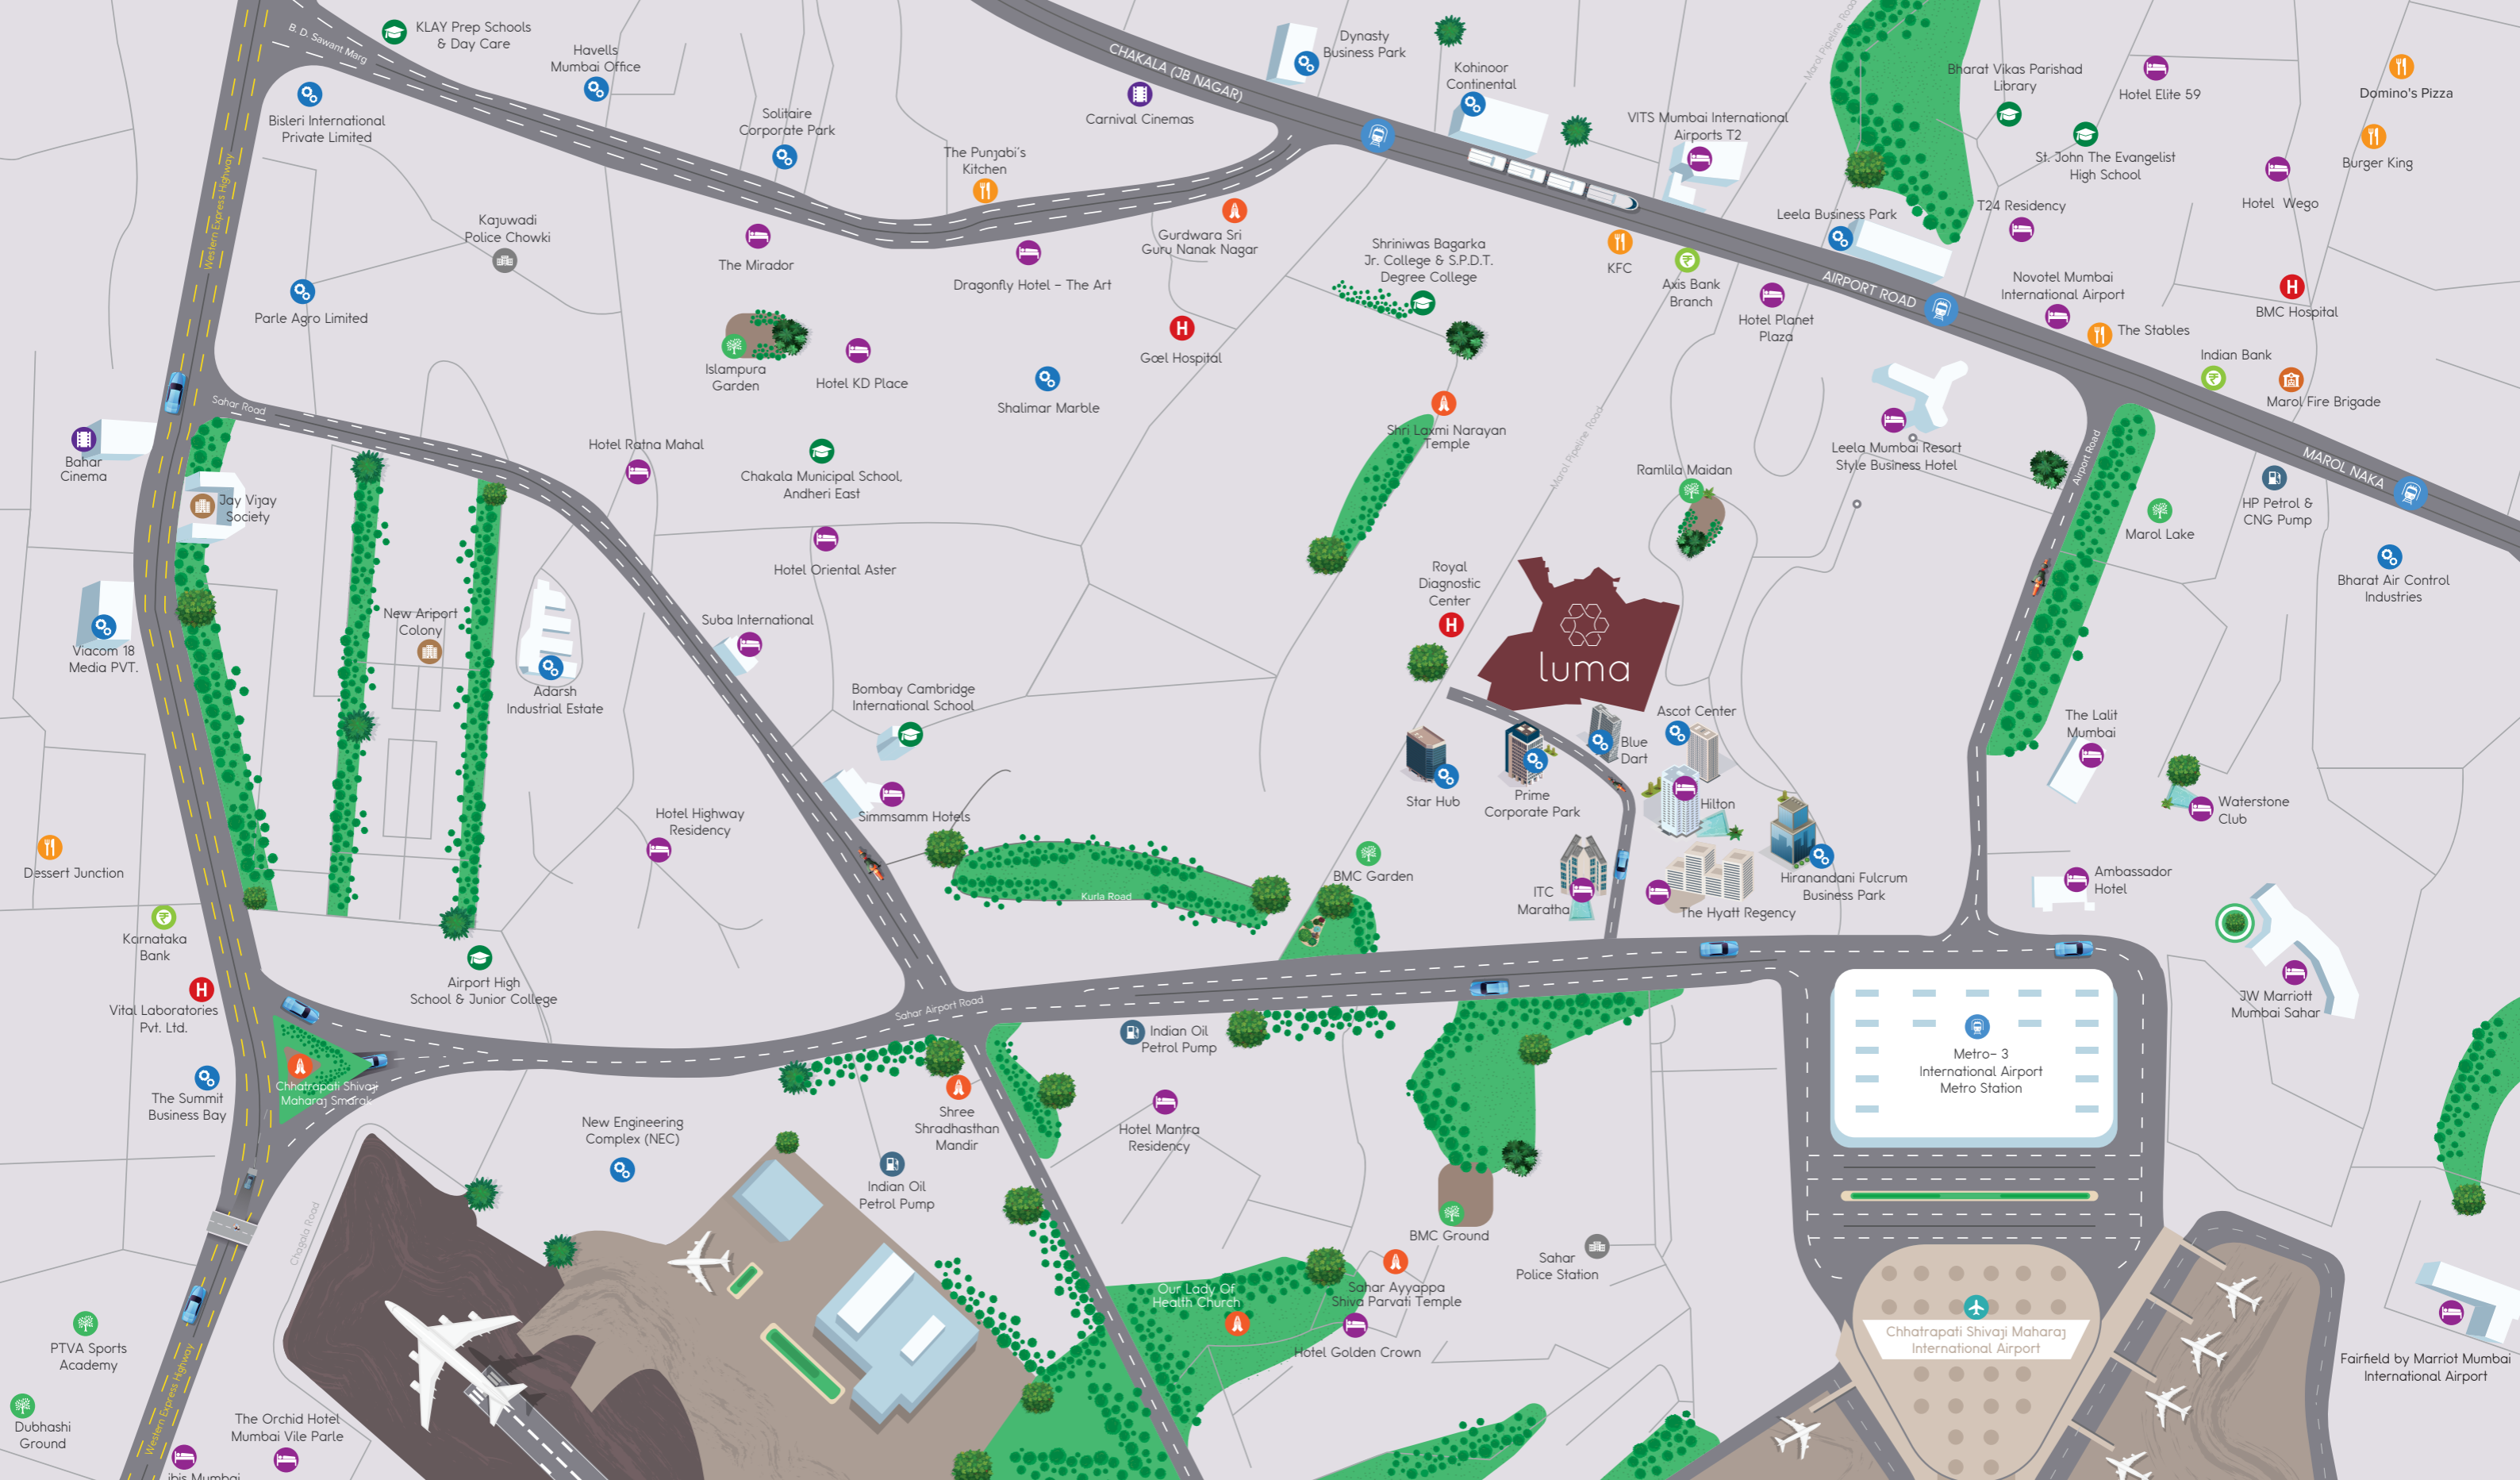 B. D. Sawant Marg
KLAY Prep Schools
& Day Care
Havells
Mumbai Office
Bisleri International
Private Limited
Solitaire
Corporate Park
The Punjabi's
Kitchen
CHAKALA (JB NAGAR)
Carnival Cinemas
Dynasty
Business Park
Kohinoor
Continental
VITS Mumbai International
Airports T2
Marol Pipeline Road
Bharat Vikas Parishad
Library
Hotel Elite 59
Domino's Pizza
Burger King
St. John The Evangelist
High School
Hotel Wego
T24 Residency
Leela Business Park
Western Express Highway
Kajuwadi
Police Chowki
The Mirador
Dragonfly Hotel - The Art
Gurdwara Sri
Guru Nanak Nagar
Shriniwas Bagarka
Jr. College & S.P.D.T.
Degree College
KFC
Axis Bank
Branch
Hotel Planet
Plaza
AIRPORT ROAD
Novotel Mumbai
International Airport
The Stables
BMC Hospital
Indian Bank
Marol Fire Brigade
Parle Agro Limited
Islampura
Garden
Hotel KD Place
Shalimar Marble
Goel Hospital
Sahar Road
Bahar
Cinema
Jay Vijay
Society
Hotel Ratna Mahal
Chakala Municipal School,
Andheri East
Hotel Oriental Aster
Shri Laxmi Narayan
Temple
Marol Pipeline Road
Ramlila Maidan
Leela Mumbai Resort
Style Business Hotel
Airport Road
Marol Lake
MAROL NAKA
HP Petrol &
CNG Pump
Bharat Air Control
Industries
Viacom 18
Media PVT.
New Ariport
Colony
Adarsh
Industrial Estate
Suba International
Bombay Cambridge
International School
Royal
Diagnostic
Center
luma
Star Hub
Prime
Corporate Park
Blue
Dart
Ascot Center
Hilton
Hiranandani Fulcrum
Business Park
The Hyatt Regency
ITC
Maratha
The Lalit
Mumbai
Waterstone
Club
Ambassador
Hotel
JW Marriott
Mumbai Sahar
Simmsamm Hotels
Hotel Highway
Residency
Dessert Junction
Karnataka
Bank
Kurla Road
BMC Garden
Airport High
School & Junior College
Vital Laboratories
Pvt. Ltd.
The Summit
Business Bay
Chhatrapati Shivaji
Maharaj Smarak
Sahar Airport Road
Indian Oil
Petrol Pump
Metro- 3
International Airport
Metro Station
New Engineering
Complex (NEC)
Shree
Shradhasthan
Mandir
Hotel Mantra
Residency
Indian Oil
Petrol Pump
BMC Ground
Sahar
Police Station
Chagala Road
Our Lady Of
Health Church
Sahar Ayyappa
Shiva Parvati Temple
Hotel Golden Crown
Chhatrapati Shivaji Maharaj
International Airport
Fairfield by Marriot Mumbai
International Airport
PTVA Sports
Academy
Dubhashi
Ground
Western Express Highway
The Orchid Hotel
Mumbai Vile Parle
ibis Mumbai